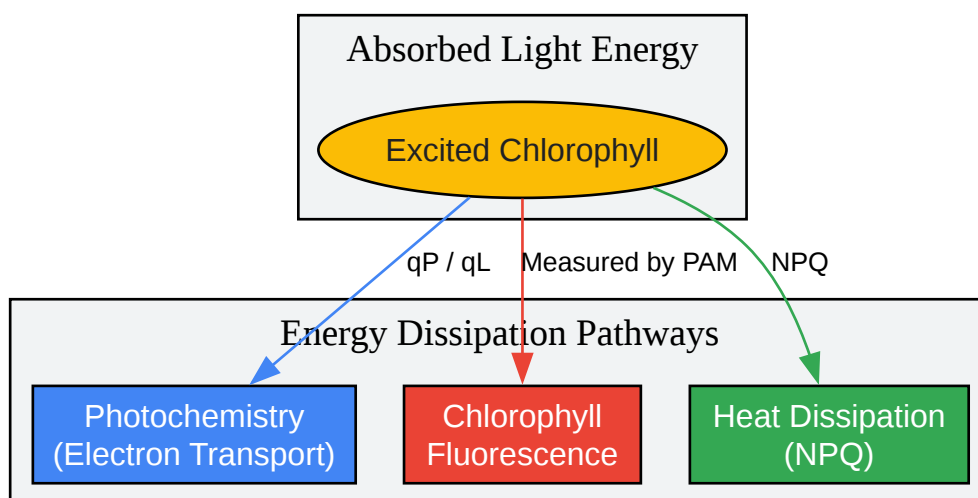 Absorbed Light Energy
Excited Chlorophyll
qP / qL
Measured by PAM
NPQ
Energy Dissipation Pathways
Photochemistry
(Electron Transport)
Chlorophyll
Fluorescence
Heat Dissipation
(NPQ)